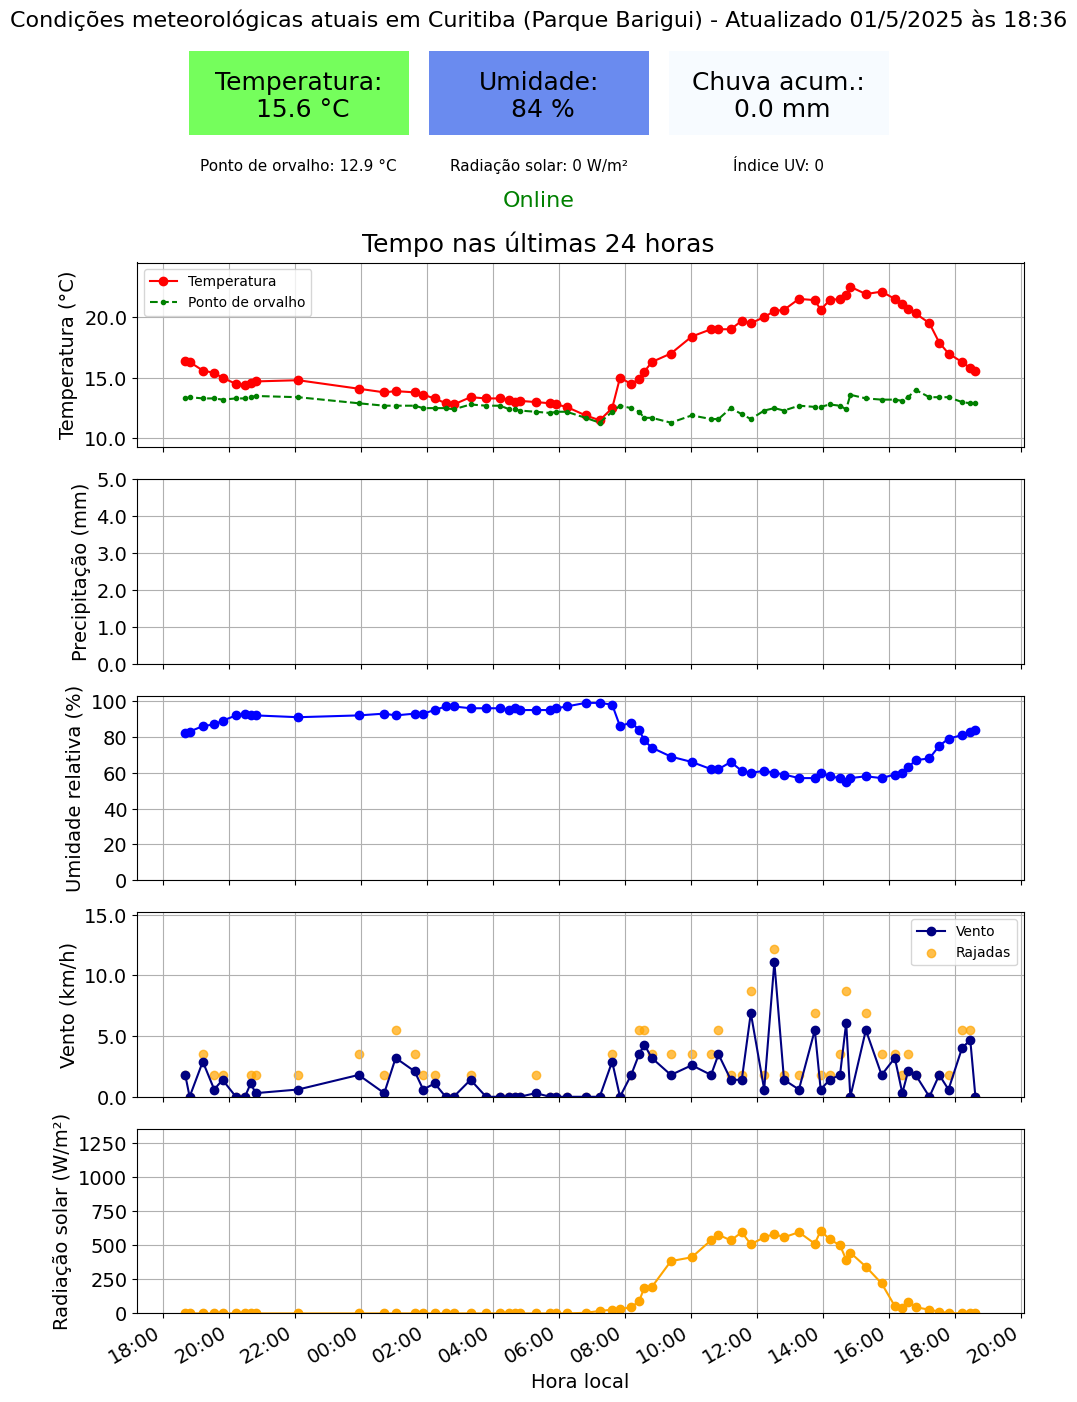 Condições meteorológicas atuais em Curitiba (Parque Barigui) - Atualizado 01/5/2025 às 18:36
Temperatura:
15.6 °C
Umidade:
84 %
Chuva acum.:
0.0 mm
Ponto de orvalho: 12.9 °C
Radiação solar: 0 W/m²
Índice UV: 0
Online
Tempo nas últimas 24 horas
Temperatura (°C)
20.0
15.0
10.0
Temperatura
Ponto de orvalho
Precipitação (mm)
5.0
4.0
3.0
2.0
1.0
0.0
Umidade relativa (%)
100
80
60
40
20
0
Vento (km/h)
15.0
10.0
5.0
0.0
Vento
Rajadas
Radiação solar (W/m²)
1250
1000
750
500
250
0
18:00 20:00 22:00 00:00 02:00 04:00 06:00 08:00 10:00 12:00 14:00 16:00 18:00 20:00
Hora local